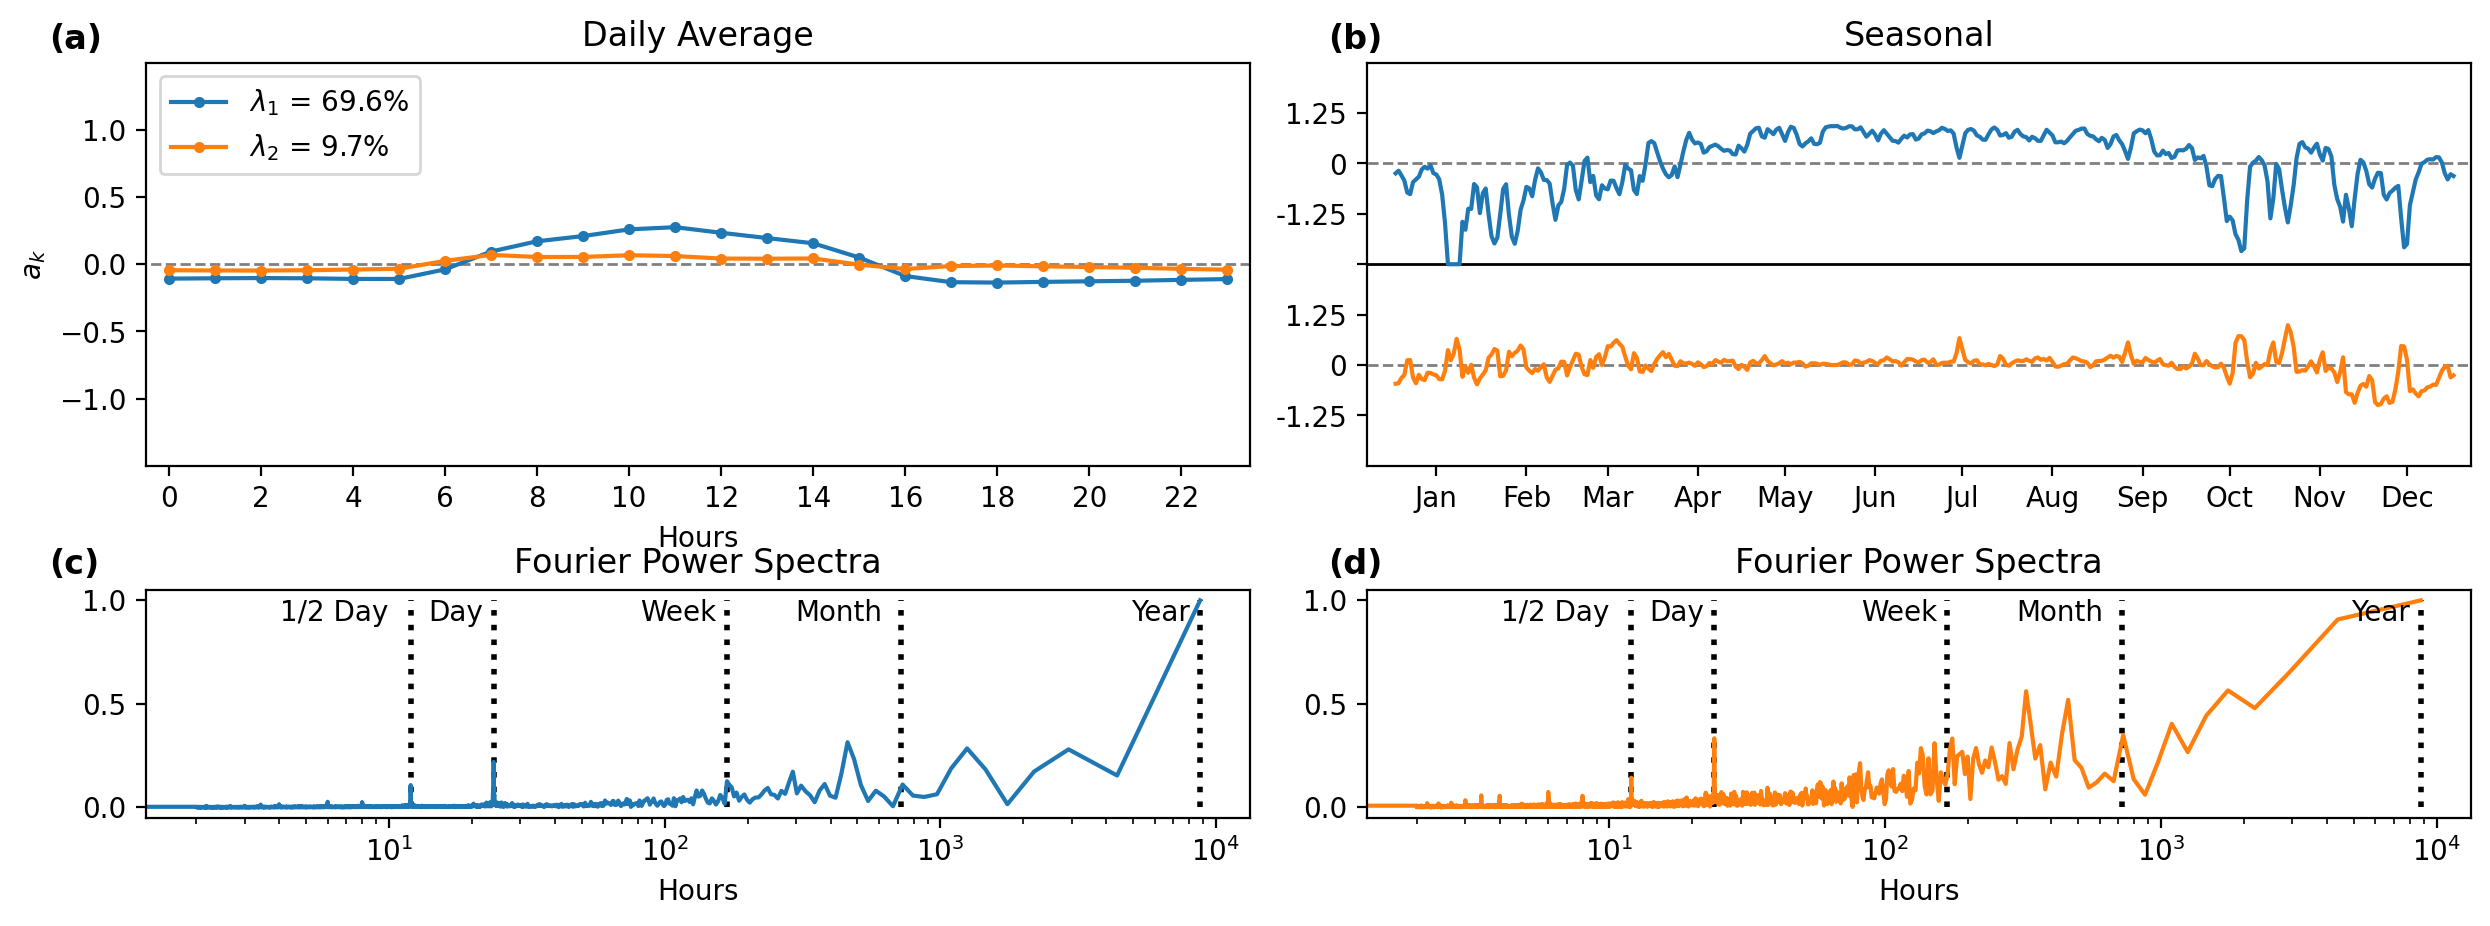 (a)
Daily Average
λ1 = 69.6%
λ2 = 9.7%
1.0
0.5
0.0
−0.5
−1.0
ak
0 2 4 6 8 10 12 14 16 18 20 22
Hours
(b)
Seasonal
1.25
0
-1.25
1.25
0
-1.25
Jan Feb Mar Apr May Jun Jul Aug Sep Oct Nov Dec
(c)
Fourier Power Spectra
1/2 Day Day Week Month Year
1.0
0.5
0.0
10^1 10^2 10^3 10^4
Hours
(d)
Fourier Power Spectra
1/2 Day Day Week Month Year
1.0
0.5
0.0
10^1 10^2 10^3 10^4
Hours